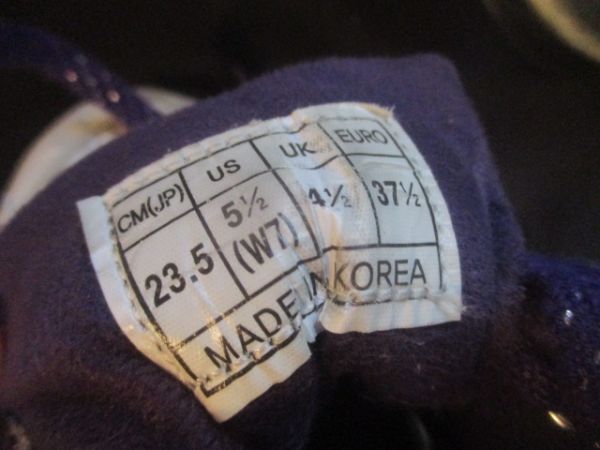 CM(JP) US UK EURO
23.5 5½ 4½ 37½
(W7)
MADE IN KOREA